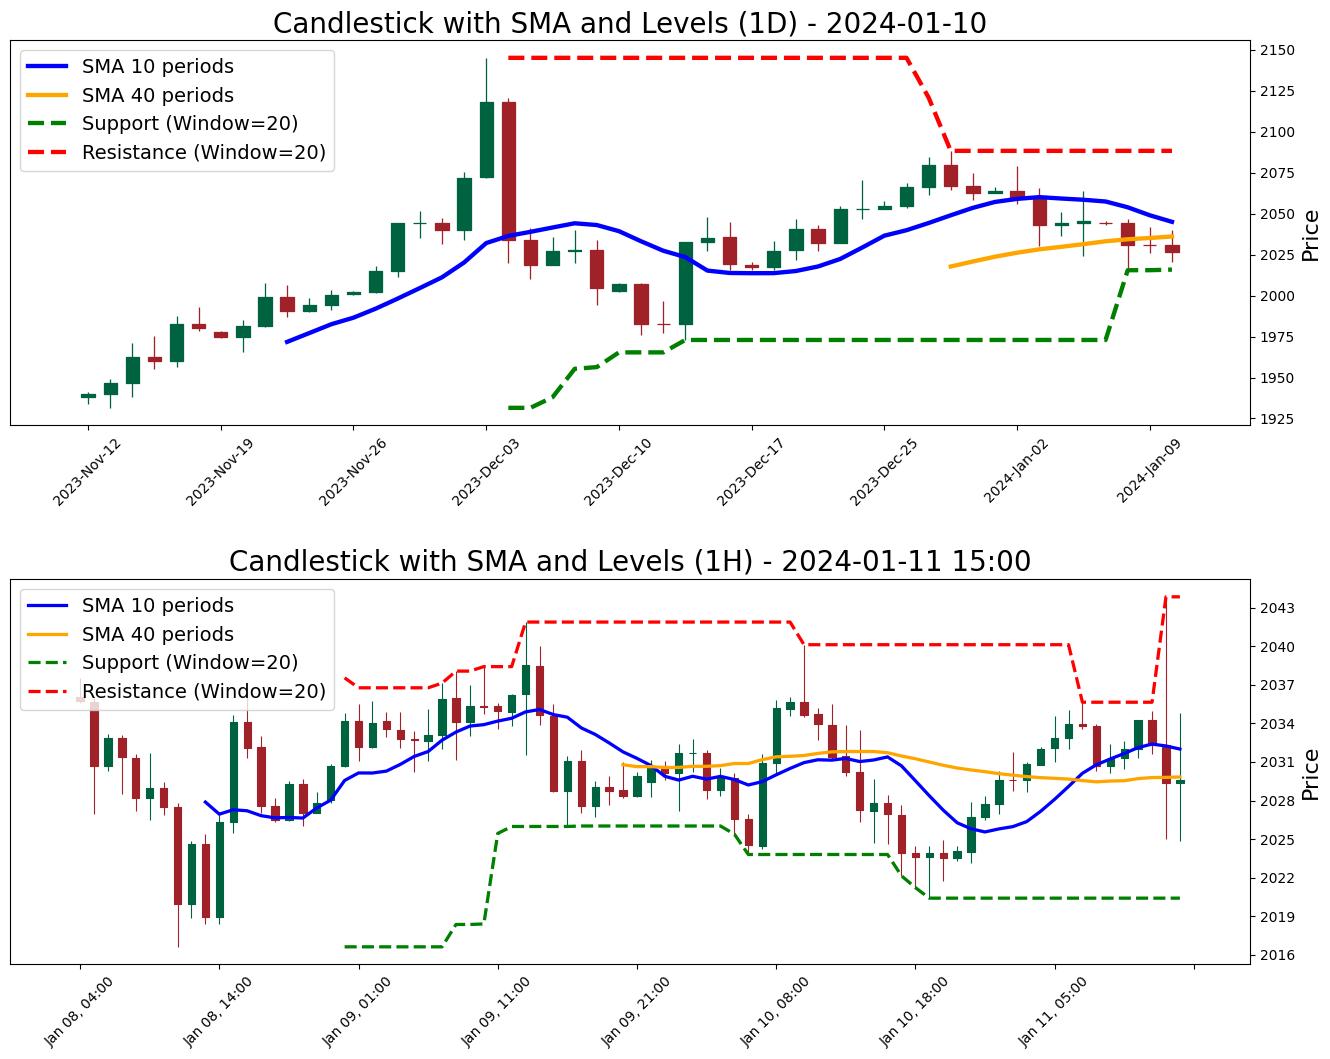 Candlestick with SMA and Levels (1D) - 2024-01-10
SMA 10 periods
SMA 40 periods
Support (Window=20)
Resistance (Window=20)
2150
2125
2100
2075
2050
2025
2000
1975
1950
1925
Price
2023-Nov-12
2023-Nov-19
2023-Nov-26
2023-Dec-03
2023-Dec-10
2023-Dec-17
2023-Dec-25
2024-Jan-02
2024-Jan-09
Candlestick with SMA and Levels (1H) - 2024-01-11 15:00
SMA 10 periods
SMA 40 periods
Support (Window=20)
Resistance (Window=20)
2043
2040
2037
2034
2031
2028
2025
2022
2019
2016
Price
Jan 08, 04:00
Jan 08, 14:00
Jan 09, 01:00
Jan 09, 11:00
Jan 09, 21:00
Jan 10, 08:00
Jan 10, 18:00
Jan 11, 05:00